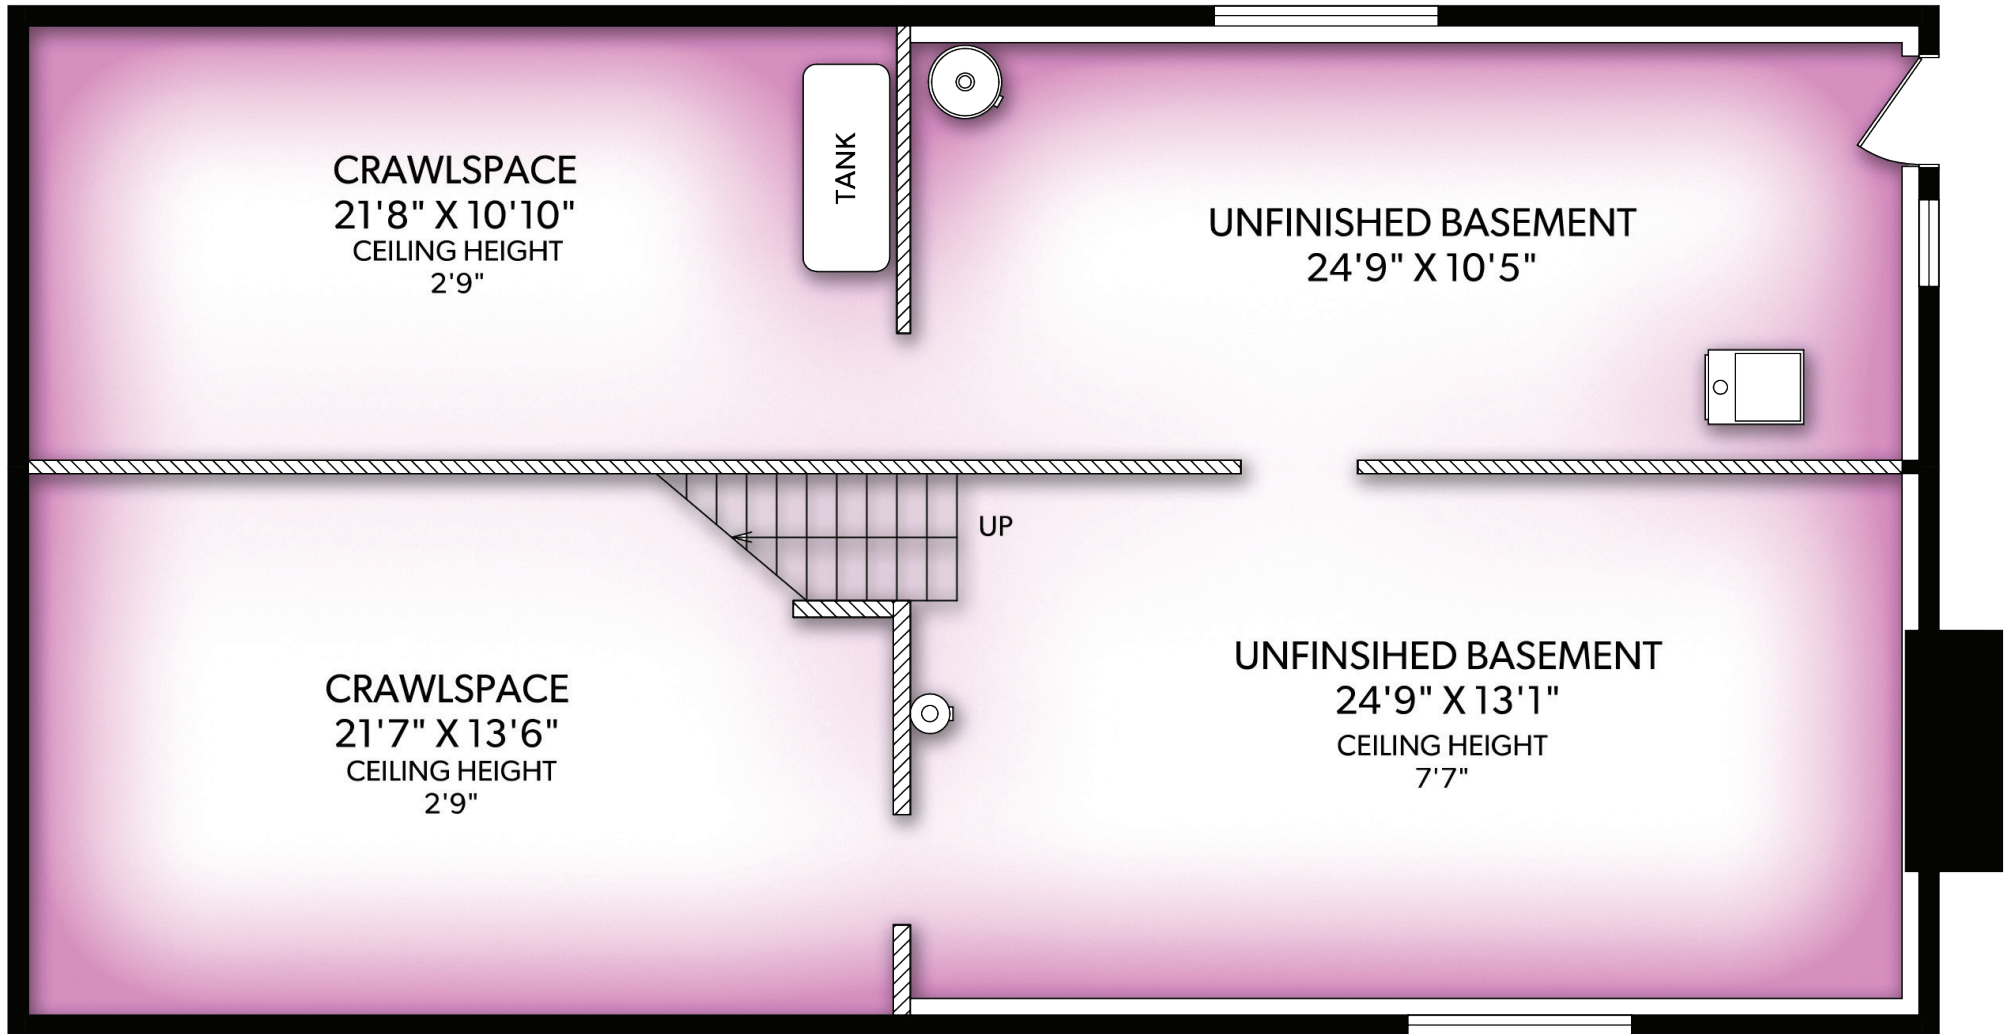 CRAWLSPACE
21'8" X 10'10"
CEILING HEIGHT
2'9"
TANK
UNFINISHED BASEMENT
24'9" X 10'5"
UP
CRAWLSPACE
21'7" X 13'6"
CEILING HEIGHT
2'9"
UNFINSIHED BASEMENT
24'9" X 13'1"
CEILING HEIGHT
7'7"